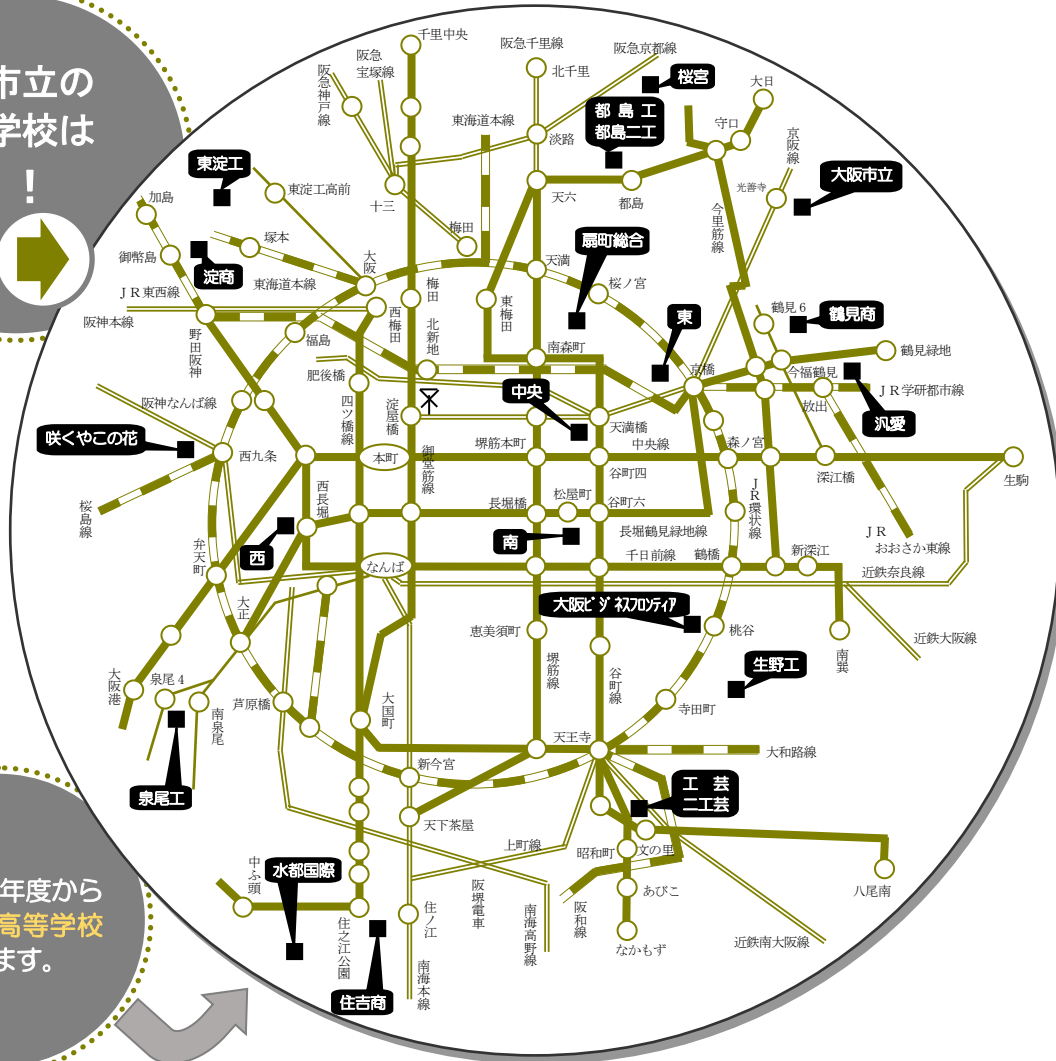 市立の
学校は
！
年度から
高等学校
ます。
千里中央
阪急千里線
阪急京都線
阪急
宝塚線
阪急神戸線
北千里
桜宮
大日
都島工
都島二工
守口
東海道本線
淡路
京阪線
東淀工
大阪市立
光善寺
加島
東淀工高前
十三
天六
都島
今里筋線
梅田
塚本
扇町総合
御幣島
淀商
大阪
天満
東海道本線
桜ノ宮
ＪＲ東西線
梅田
阪神本線
西梅田
東梅田
東
鶴見６
鶴見商
北新地
野田阪神
福島
南森町
鶴見緑地
京橋
肥後橋
今福鶴見
中央
ＪＲ学研都市線
阪神なんば線
四ツ橋線
淀屋橋
放出
汎愛
天満橋
咲くやこの花
堺筋本町
中央線
森ノ宮
西九条
本町
御堂筋線
谷町四
深江橋
生駒
西長堀
長堀橋
松屋町
谷町六
ＪＲ環状線
桜島線
長堀鶴見緑地線
ＪＲ
おおさか東線
西
南
弁天町
千日前線
鶴橋
新深江
なんば
近鉄奈良線
大正
大阪ビジネスフロンティア
恵美須町
桃谷
近鉄大阪線
南巽
堺筋線
谷町線
生野工
大阪港
泉尾４
大国町
芦原橋
南泉尾
寺田町
天王寺
大和路線
新今宮
泉尾工
工芸
二工芸
天下茶屋
上町線
昭和町
文の里
中ふ頭
水都国際
あびこ
八尾南
阪堺電車
住之江公園
住ノ江
南海高野線
阪和線
なかもず
近鉄南大阪線
南海本線
住吉商